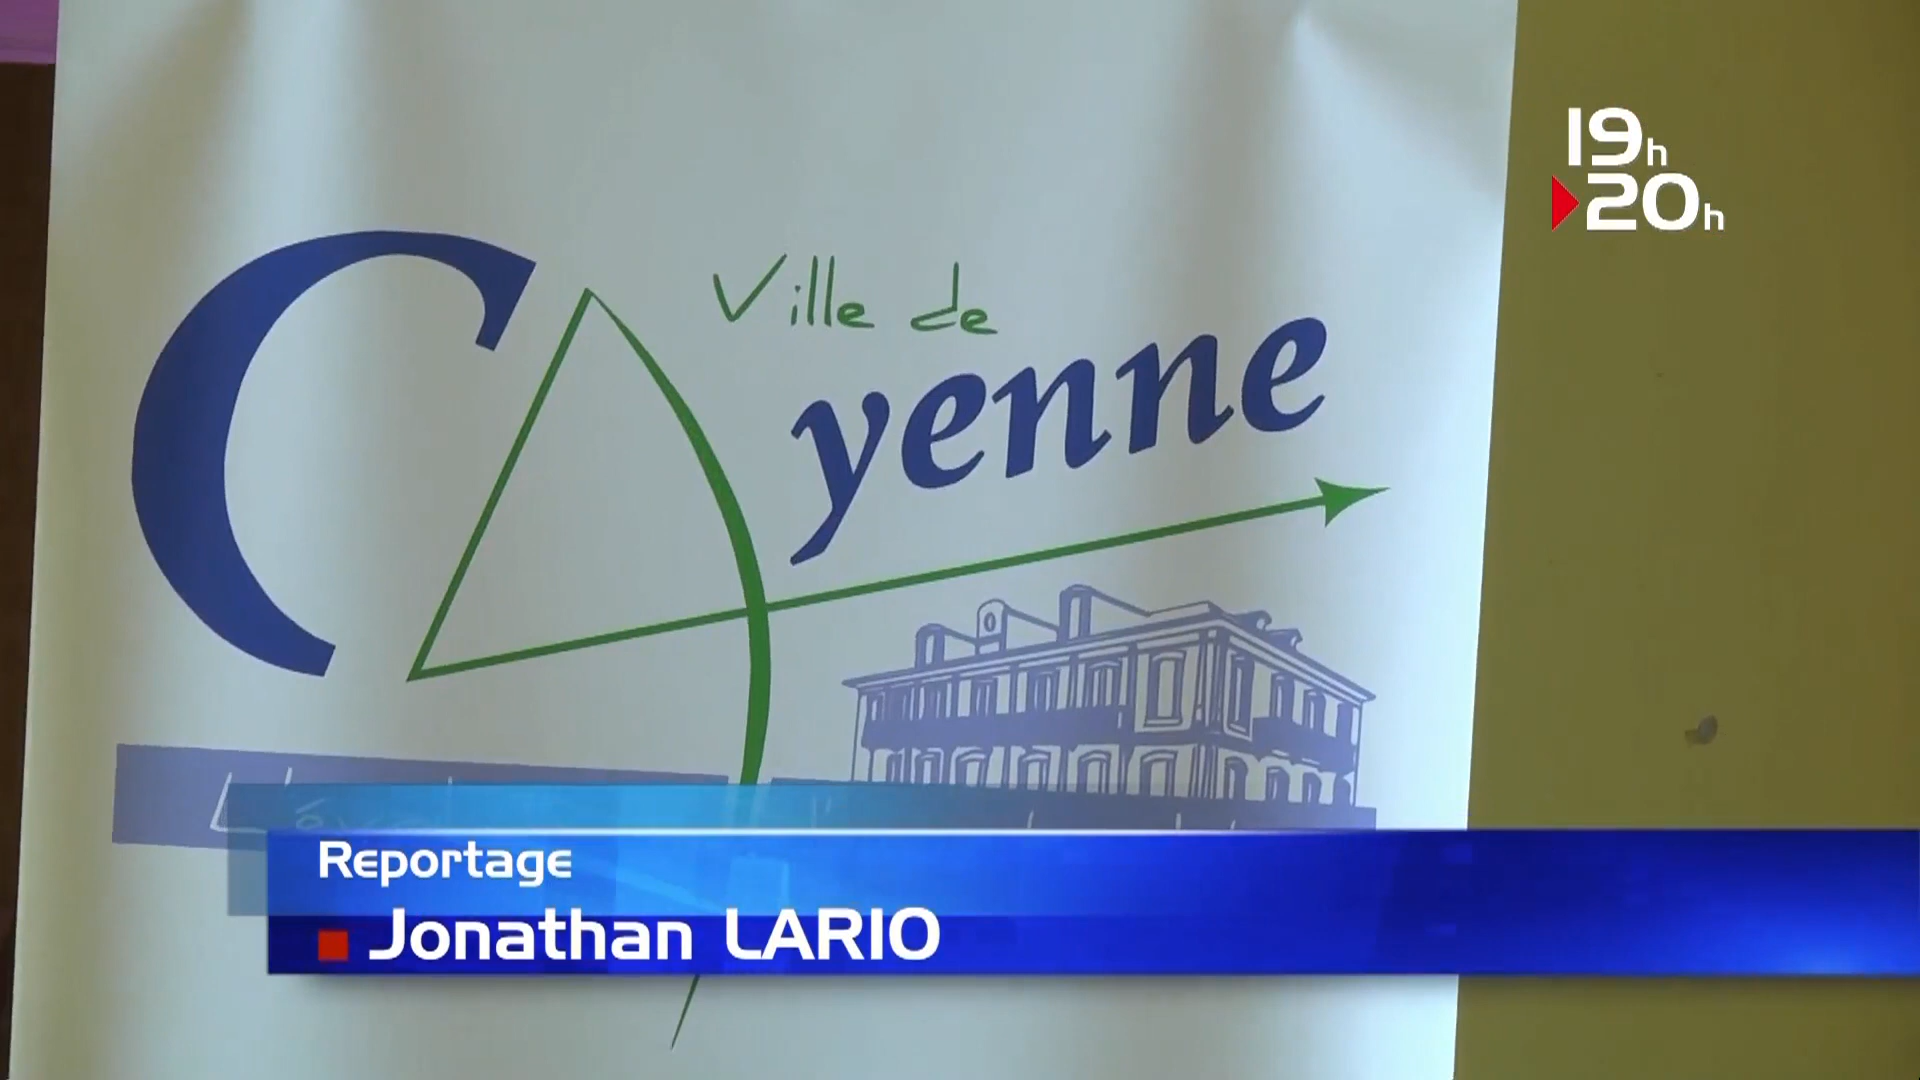 19h
20h
Ville de
CAyenne
Reportage
Jonathan LARIO